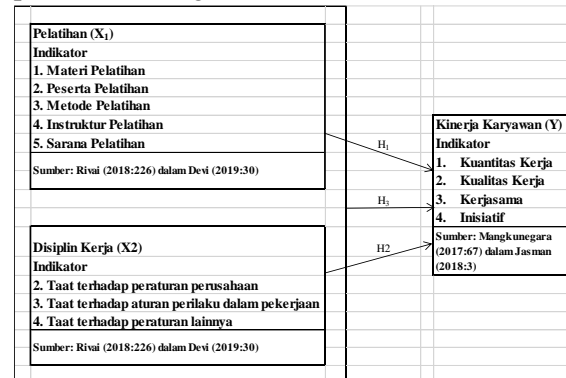 Pelatihan (X₁)
Indikator
1. Materi Pelatihan
2. Peserta Pelatihan
3. Metode Pelatihan
4. Instruktur Pelatihan
5. Sarana Pelatihan
Sumber: Rivai (2018:226) dalam Devi (2019:30)
H₁
H₃
H2
Kinerja Karyawan (Y)
Indikator
1. Kuantitas Kerja
2. Kualitas Kerja
3. Kerjasama
4. Inisiatif
Sumber: Mangkunegara
(2017:67) dalam Jasman
(2018:3)
Disiplin Kerja (X2)
Indikator
2. Taat terhadap peraturan perusahaan
3. Taat terhadap aturan perilaku dalam pekerjaan
4. Taat terhadap peraturan lainnya
Sumber: Rivai (2018:226) dalam Devi (2019:30)